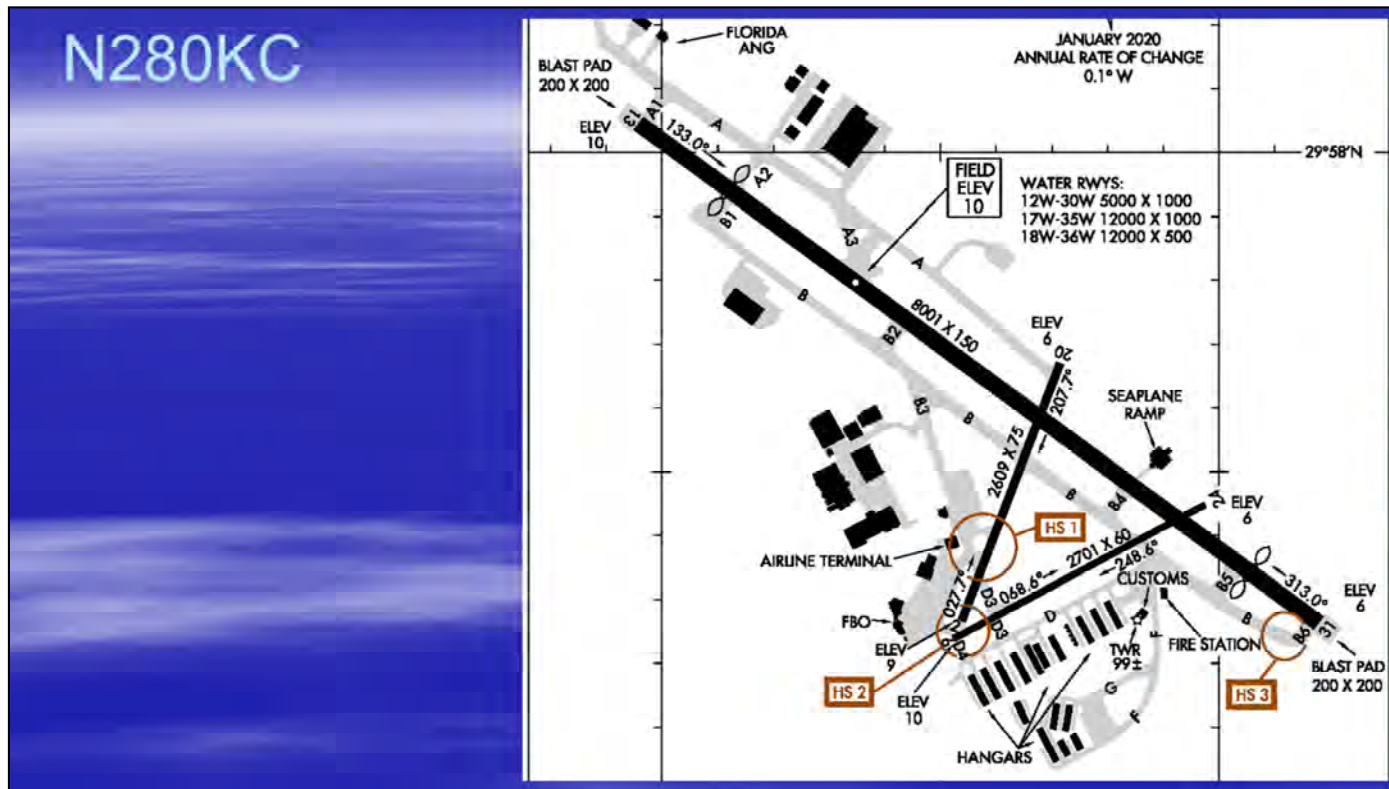 N280KC
FLORIDA
ANG
JANUARY 2020
ANNUAL RATE OF CHANGE
0.1° W
BLAST PAD
200 X 200
A1
13
ELEV
10
133.0°
A
A2
29°58'N
FIELD
ELEV
10
WATER RWYS:
12W-30W 5000 X 1000
17W-35W 12000 X 1000
18W-36W 12000 X 500
B1
A3
A
B
8001 X 150
B2
ELEV
6
20
207.7°
B3
B
SEAPLANE
RAMP
2609 X 75
B
B4
24
ELEV
6
HS 1
2701 X 60
248.6°
AIRLINE TERMINAL
068.6°
CUSTOMS
B5
313.0°
ELEV
6
027.7°
D3
D3
D
FBO
B
B6
31
F
FIRE STATION
ELEV
9
D4
TWR
99±
BLAST PAD
200 X 200
HS 2
HS 3
ELEV
10
G
F
HANGARS